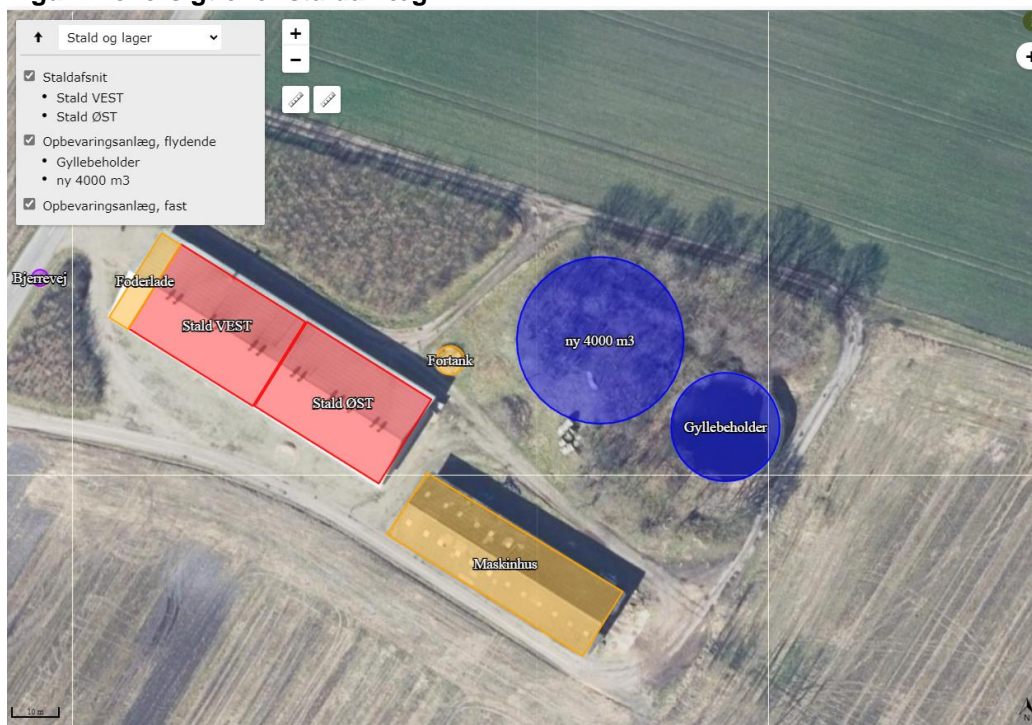 Stald og lager
Staldafsnit
Stald VEST
Stald ØST
Opbevaringsanlæg, flydende
Gyllebeholder
ny 4000 m3
Opbevaringsanlæg, fast
+
−
+
Bjerrevej
Foderlade
Stald VEST
Stald ØST
Fortank
ny 4000 m3
Gyllebeholder
Maskinhus
10 m